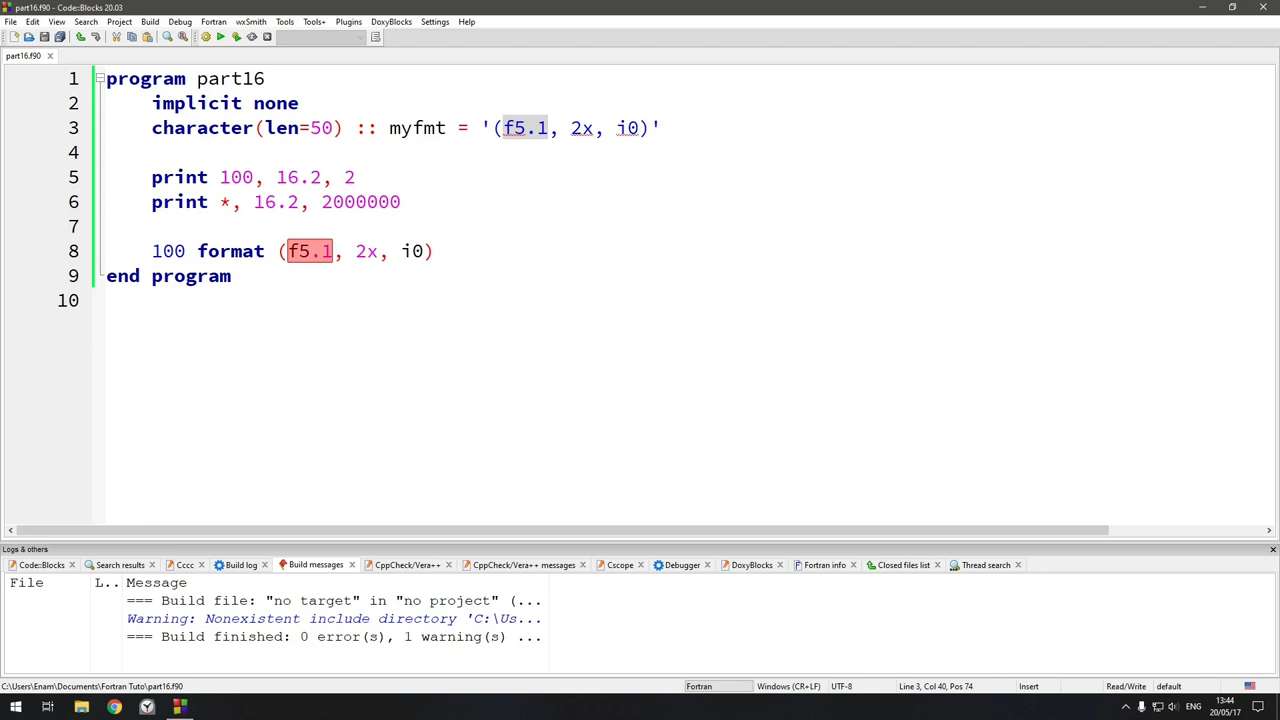 part16.f90 - Code::Blocks 20.03
File Edit View Search Project Build Debug Fortran wxSmith Tools Tools+ Plugins DoxyBlocks Settings Help
part16.f90
1 program part16
2 implicit none
3 character(len=50) :: myfmt = '(f5.1, 2x, i0)'
4
5 print 100, 16.2, 2
6 print *, 16.2, 2000000
7
8 100 format (f5.1, 2x, i0)
9 end program
10
Logs & others
Code::Blocks Search results Cccc Build log Build messages CppCheck/Vera++ CppCheck/Vera++ messages Cscope Debugger DoxyBlocks Fortran info Closed files list Thread search
File L.. Message
=== Build file: "no target" in "no project" (...
Warning: Nonexistent include directory 'C:\Us...
=== Build finished: 0 error(s), 1 warning(s) ...
C:\Users\Enam\Documents\Fortran Tuto\part16.f90 Fortran Windows (CR+LF) UTF-8 Line 3, Col 40, Pos 74 Insert Read/Write default
ENG 13:44
20/05/17